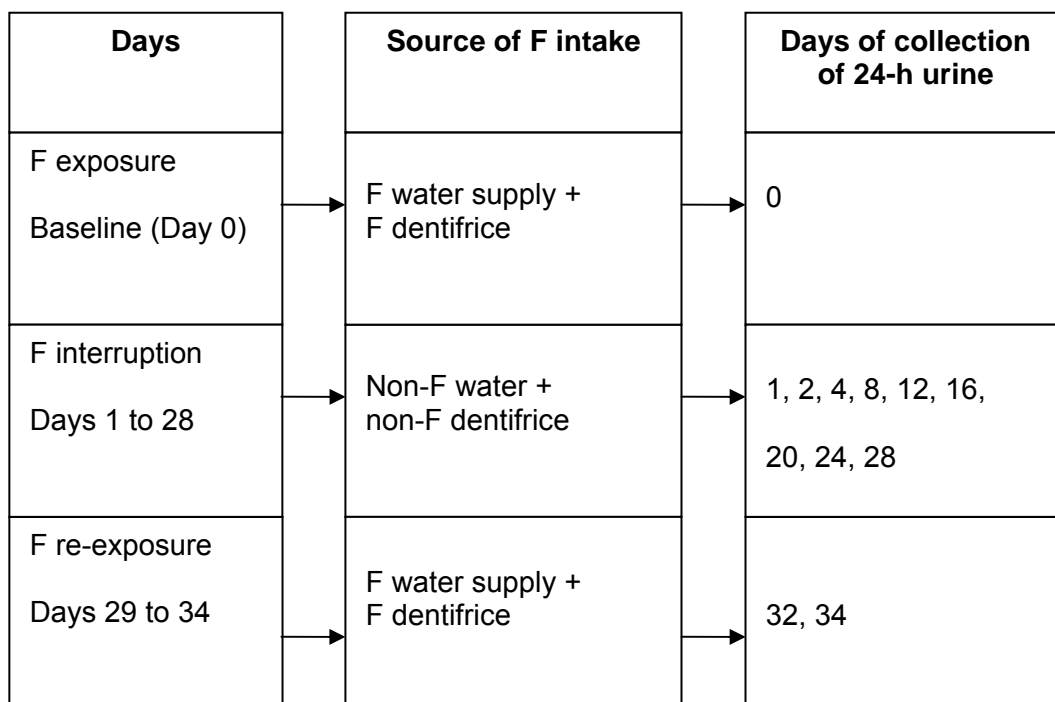 Days
Source of F intake
Days of collection
of 24-h urine
F exposure
Baseline (Day 0)
F water supply +
F dentifrice
0
F interruption
Days 1 to 28
Non-F water +
non-F dentifrice
1, 2, 4, 8, 12, 16,
20, 24, 28
F re-exposure
Days 29 to 34
F water supply +
F dentifrice
32, 34